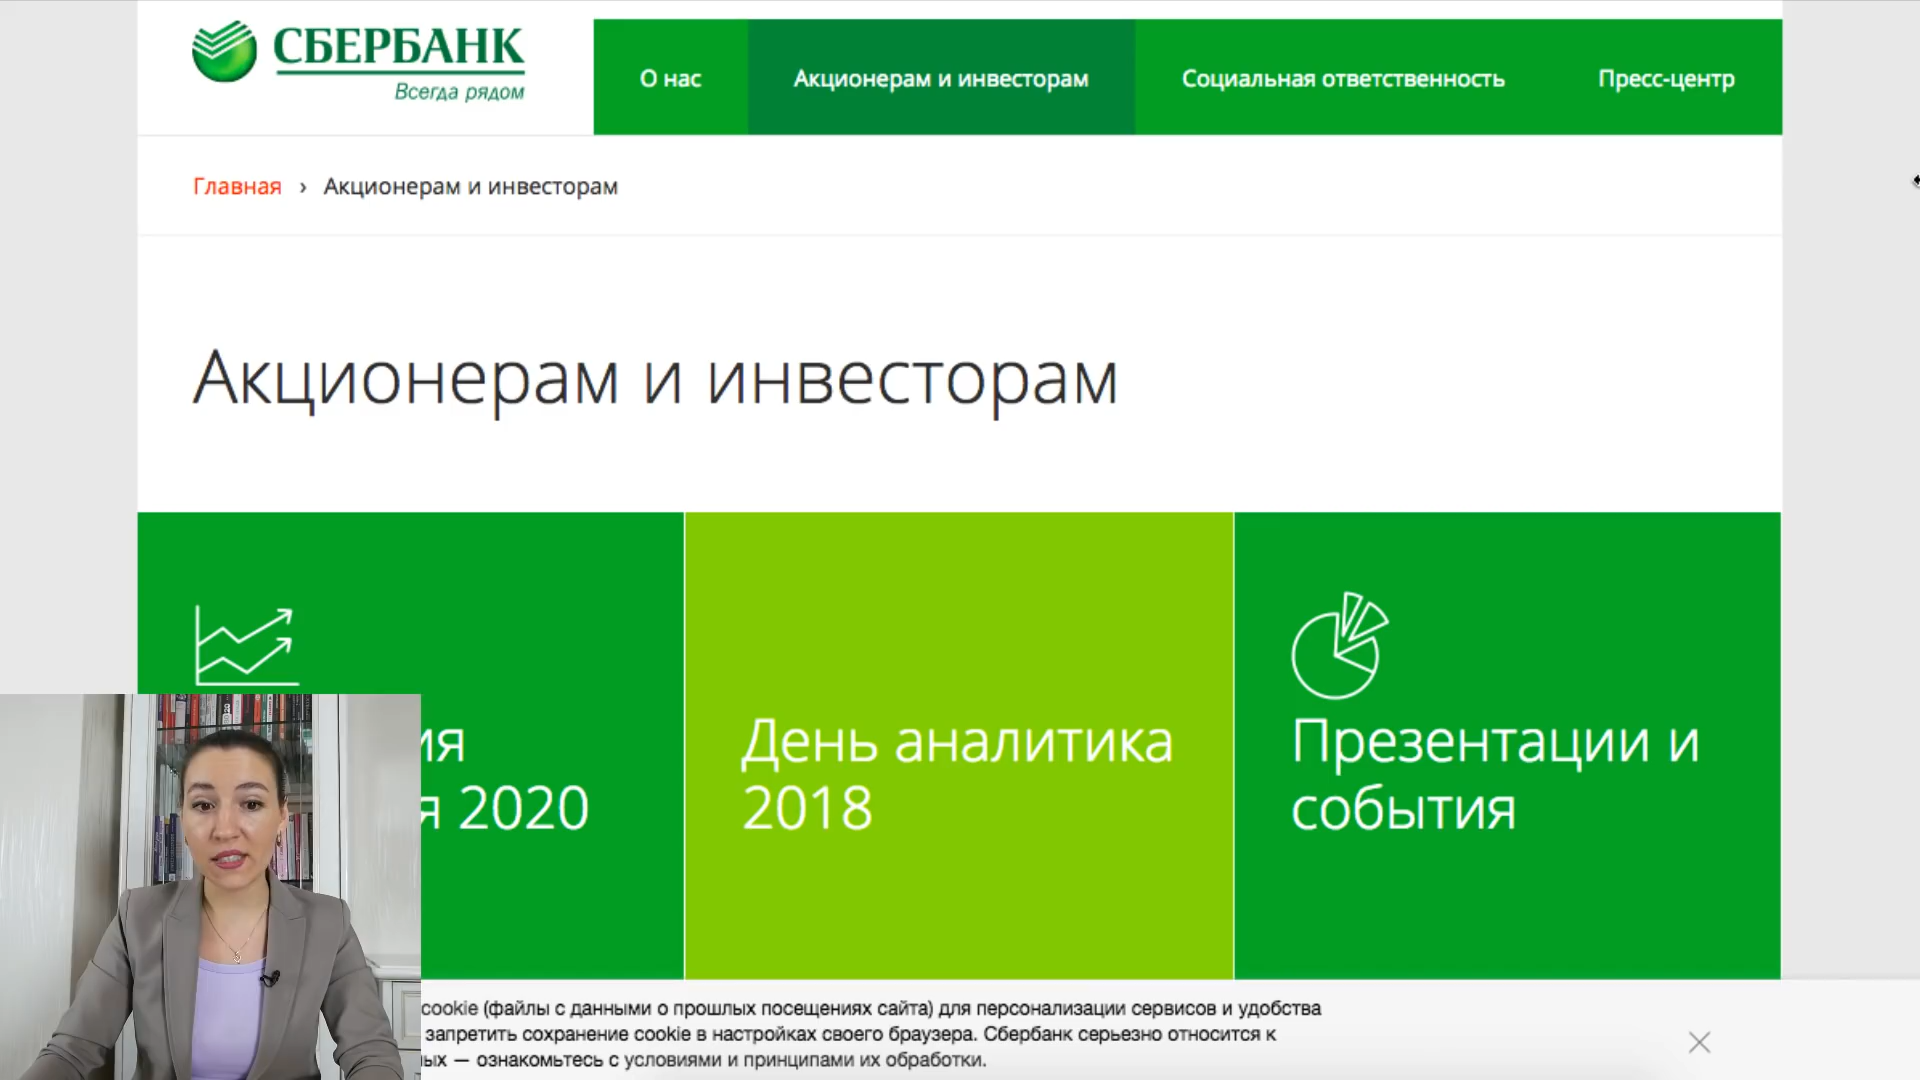 СБЕРБАНК
Всегда рядом
О нас
Акционерам и инвесторам
Социальная ответственность
Пресс-центр
Главная › Акционерам и инвесторам
Акционерам и инвесторам
2020
День аналитика
2018
Презентации и
события
cookie (файлы с данными о прошлых посещениях сайта) для персонализации сервисов и удобства
запретить сохранение cookie в настройках своего браузера. Сбербанк серьезно относится к
— ознакомьтесь с условиями и принципами их обработки.